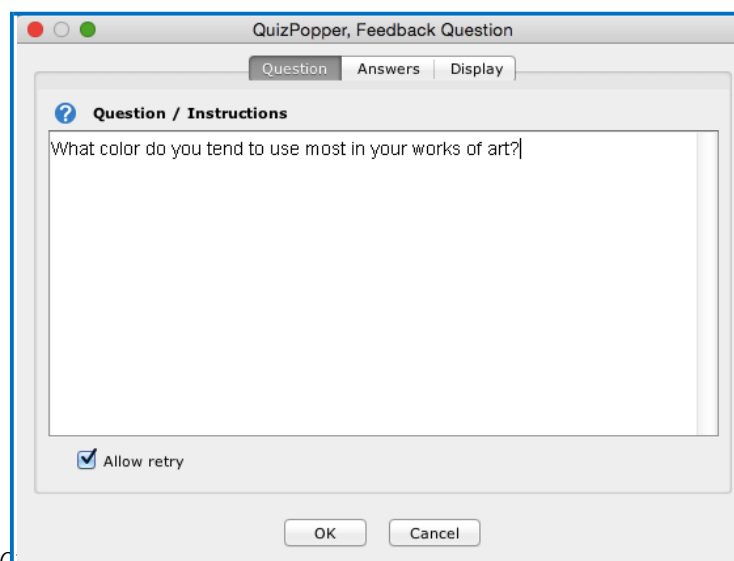 QuizPopper, Feedback Question
Question Answers Display
? Question / Instructions
What color do you tend to use most in your works of art?
Allow retry
OK Cancel